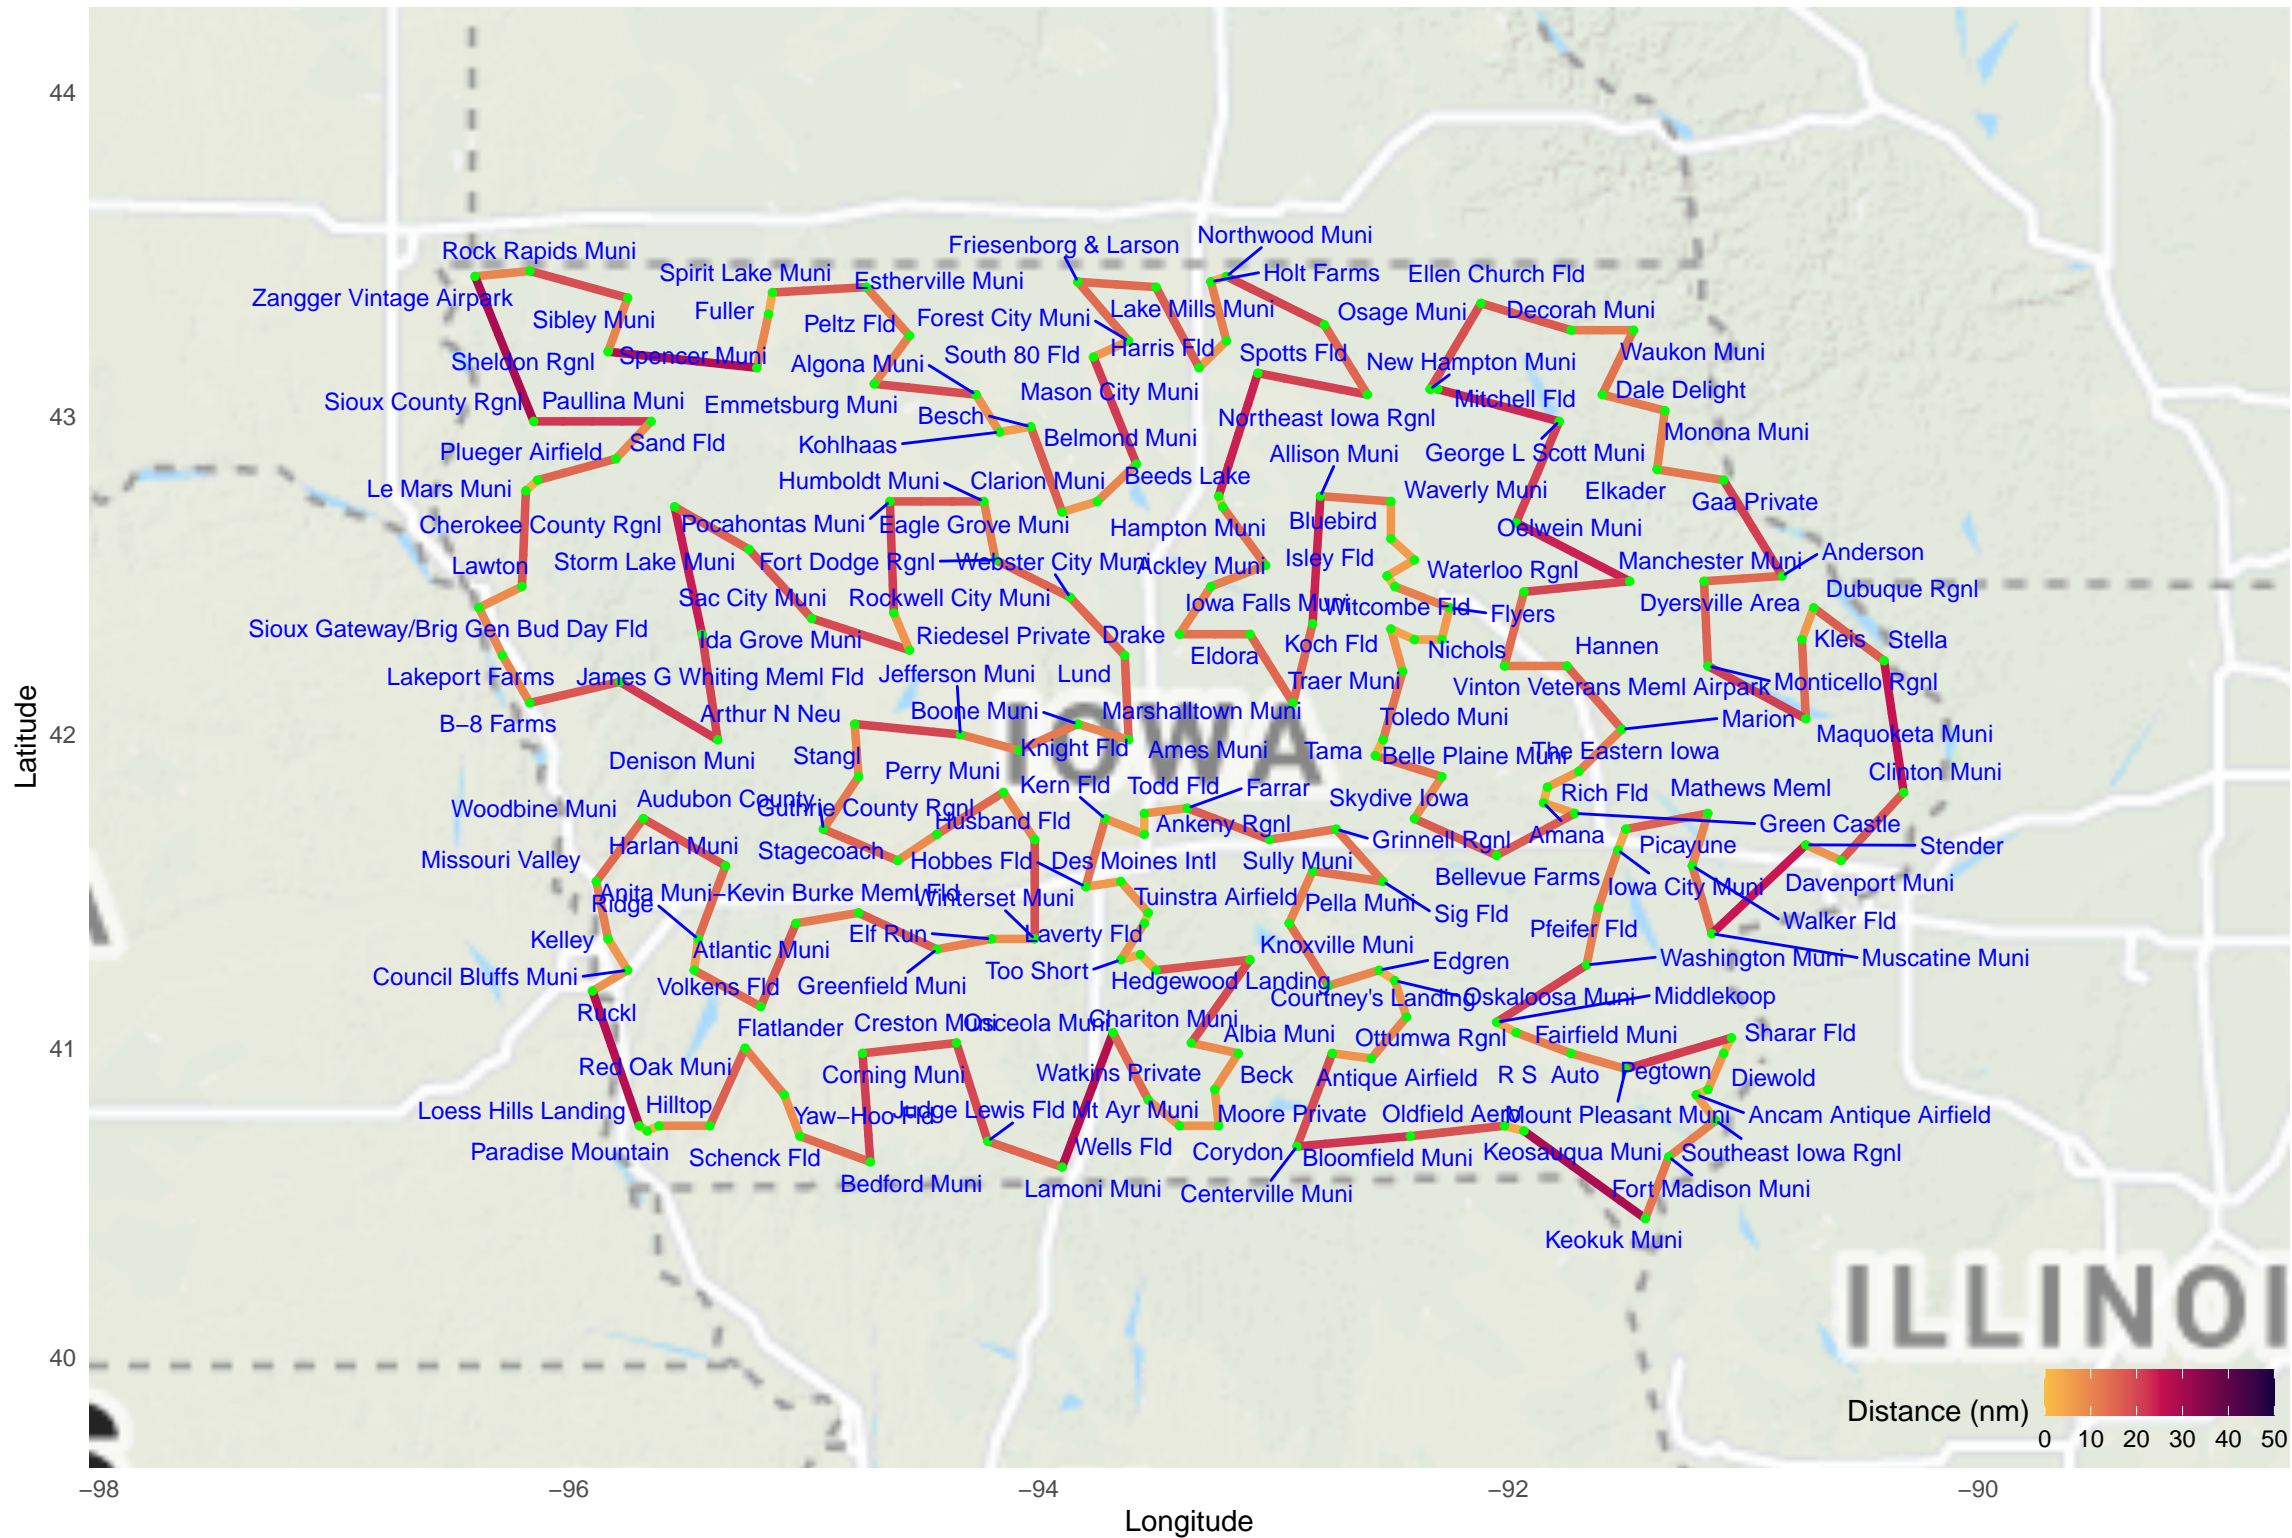 44
43
42
41
40
Latitude
Northwood Muni
Friesenborg & Larson
Rock Rapids Muni
Spirit Lake Muni
Estherville Muni
Holt Farms
Ellen Church Fld
Zangger Vintage Airpark
Fuller
Lake Mills Muni
Osage Muni
Decorah Muni
Sibley Muni
Peltz Fld
Forest City Muni
Sheldon Rgnl
Spencer Muni
Algona Muni
South 80 Fld
Harris Fld
Spotts Fld
New Hampton Muni
Waukon Muni
Sioux County Rgnl
Paullina Muni
Emmetsburg Muni
Mason City Muni
Mitchell Fld
Dale Delight
Besch
Northeast Iowa Rgnl
Plueger Airfield
Sand Fld
Kohlhaas
Belmond Muni
Allison Muni
George L Scott Muni
Monona Muni
Le Mars Muni
Humboldt Muni
Clarion Muni
Beeds Lake
Waverly Muni
Elkader
Gaa Private
Cherokee County Rgnl
Pocahontas Muni
Eagle Grove Muni
Hampton Muni
Bluebird
Oelwein Muni
Lawton
Storm Lake Muni
Fort Dodge Rgnl
Webster City Muni
Ackley Muni
Isley Fld
Waterloo Rgnl
Manchester Muni
Anderson
Dubuque Rgnl
Sac City Muni
Rockwell City Muni
Iowa Falls Muni
Witcombe Fld
Flyers
Dyersville Area
Sioux Gateway/Brig Gen Bud Day Fld
Ida Grove Muni
Riedesel Private
Drake
Eldora
Koch Fld
Nichols
Hannen
Kleis
Stella
Lakeport Farms
James G Whiting Meml Fld
Jefferson Muni
Lund
Traer Muni
Vinton Veterans Meml Airpark
Monticello Rgnl
B−8 Farms
Arthur N Neu
Boone Muni
Marshalltown Muni
IOWA
Toledo Muni
Marion
Maquoketa Muni
Denison Muni
Stangl
Knight Fld
Ames Muni
Tama
Belle Plaine Muni
The Eastern Iowa
Clinton Muni
Woodbine Muni
Audubon County
Perry Muni
Kern Fld
Todd Fld
Farrar
Skydive Iowa
Rich Fld
Mathews Meml
Guthrie County Rgnl
Husband Fld
Ankeny Rgnl
Grinnell Rgnl
Amana
Green Castle
Missouri Valley
Harlan Muni
Stagecoach
Hobbes Fld
Des Moines Intl
Sully Muni
Bellevue Farms
Picayune
Stender
Anita Muni−Kevin Burke Meml Fld
Winterset Muni
Tuinstra Airfield
Pella Muni
Sig Fld
Iowa City Muni
Davenport Muni
Ridge
Kelley
Atlantic Muni
Elf Run
Laverty Fld
Knoxville Muni
Pfeifer Fld
Walker Fld
Council Bluffs Muni
Volkens Fld
Greenfield Muni
Too Short
Hedgewood Landing
Edgren
Washington Muni
Muscatine Muni
Ruckl
Flatlander
Creston Muni
Osceola Muni
Chariton Muni
Courtney's Landing
Oskaloosa Muni
Middlekoop
Albia Muni
Ottumwa Rgnl
Fairfield Muni
Sharar Fld
Red Oak Muni
Corning Muni
Watkins Private
Beck
Antique Airfield
R S Auto
Pegtown
Diewold
Loess Hills Landing
Hilltop
Yaw−Hoo Fld
Judge Lewis Fld Mt Ayr Muni
Moore Private
Oldfield Aero
Mount Pleasant Muni
Ancam Antique Airfield
Paradise Mountain
Schenck Fld
Wells Fld
Corydon
Bloomfield Muni
Keosauqua Muni
Southeast Iowa Rgnl
Bedford Muni
Lamoni Muni
Centerville Muni
Fort Madison Muni
Keokuk Muni
ILLINOI
Distance (nm)
0 10 20 30 40 50
−98 −96 −94 −92 −90
Longitude